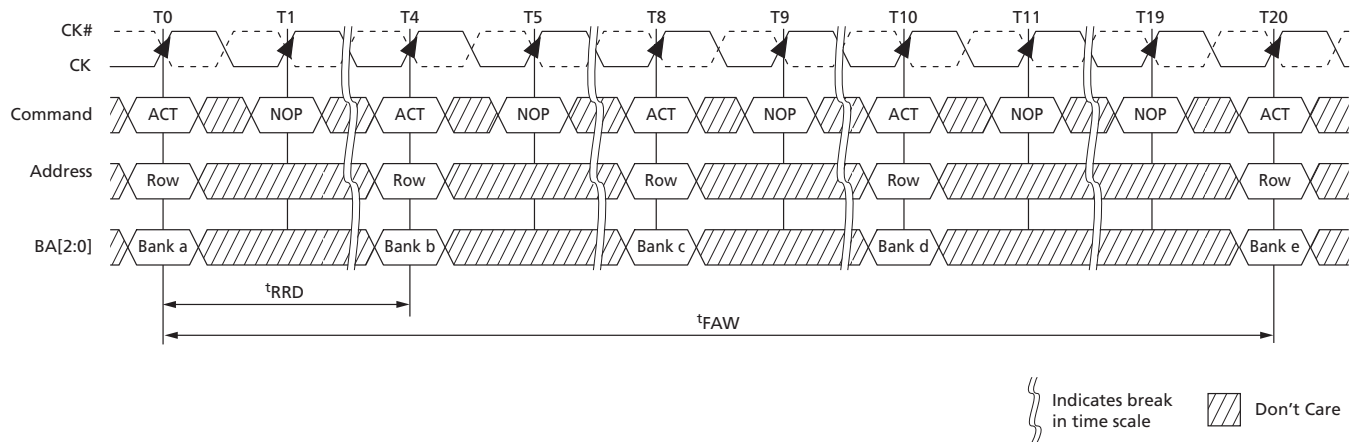 T0 T1 T4 T5 T8 T9 T10 T11 T19 T20
CK#
CK
Command ACT NOP ACT NOP ACT NOP ACT NOP NOP ACT
Address Row Row Row Row Row
BA[2:0] Bank a Bank b Bank c Bank d Bank e
tRRD
tFAW
Indicates break
in time scale
Don't Care